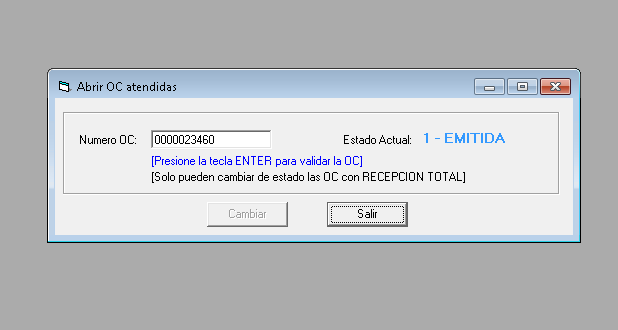 Abrir OC atendidas
Numero OC: 0000023460 Estado Actual: 1 - EMITIDA
[Presione la tecla ENTER para validar la OC]
[Solo pueden cambiar de estado las OC con RECEPCION TOTAL]
Cambiar Salir